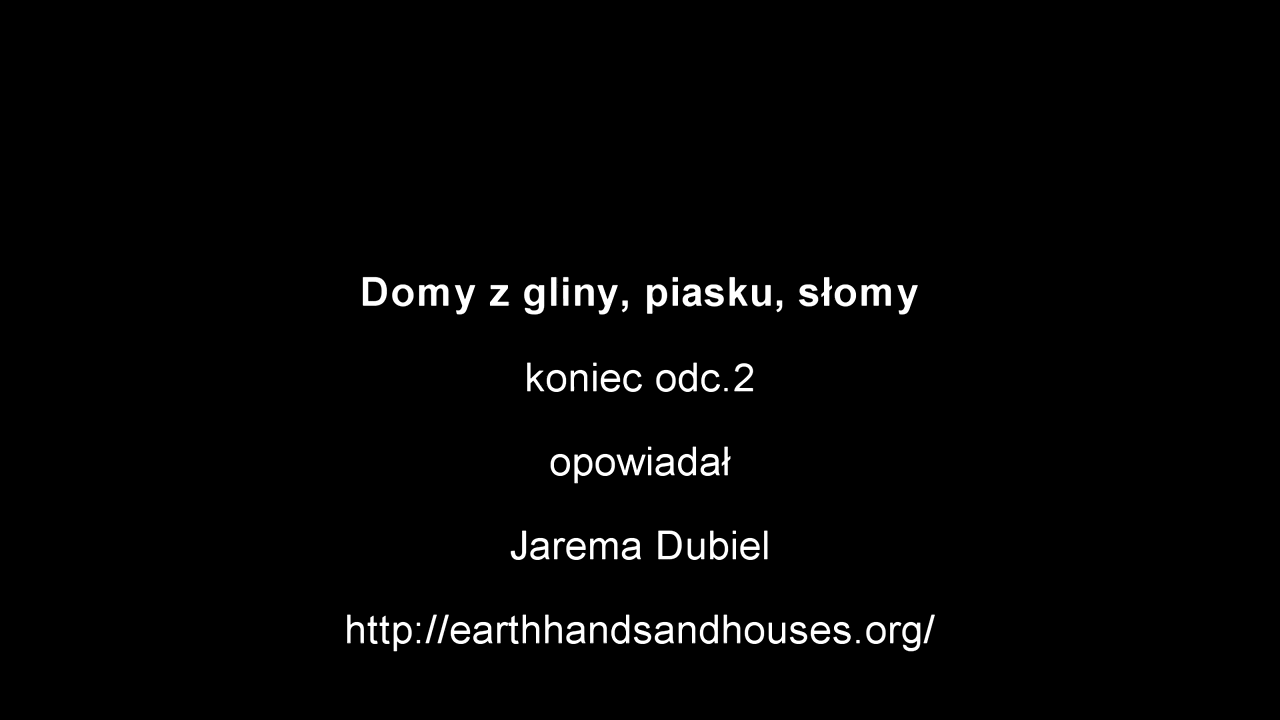 Domy z gliny, piasku, słomy
koniec odc.2
opowiadał
Jarema Dubiel
http://earthhandsandhouses.org/